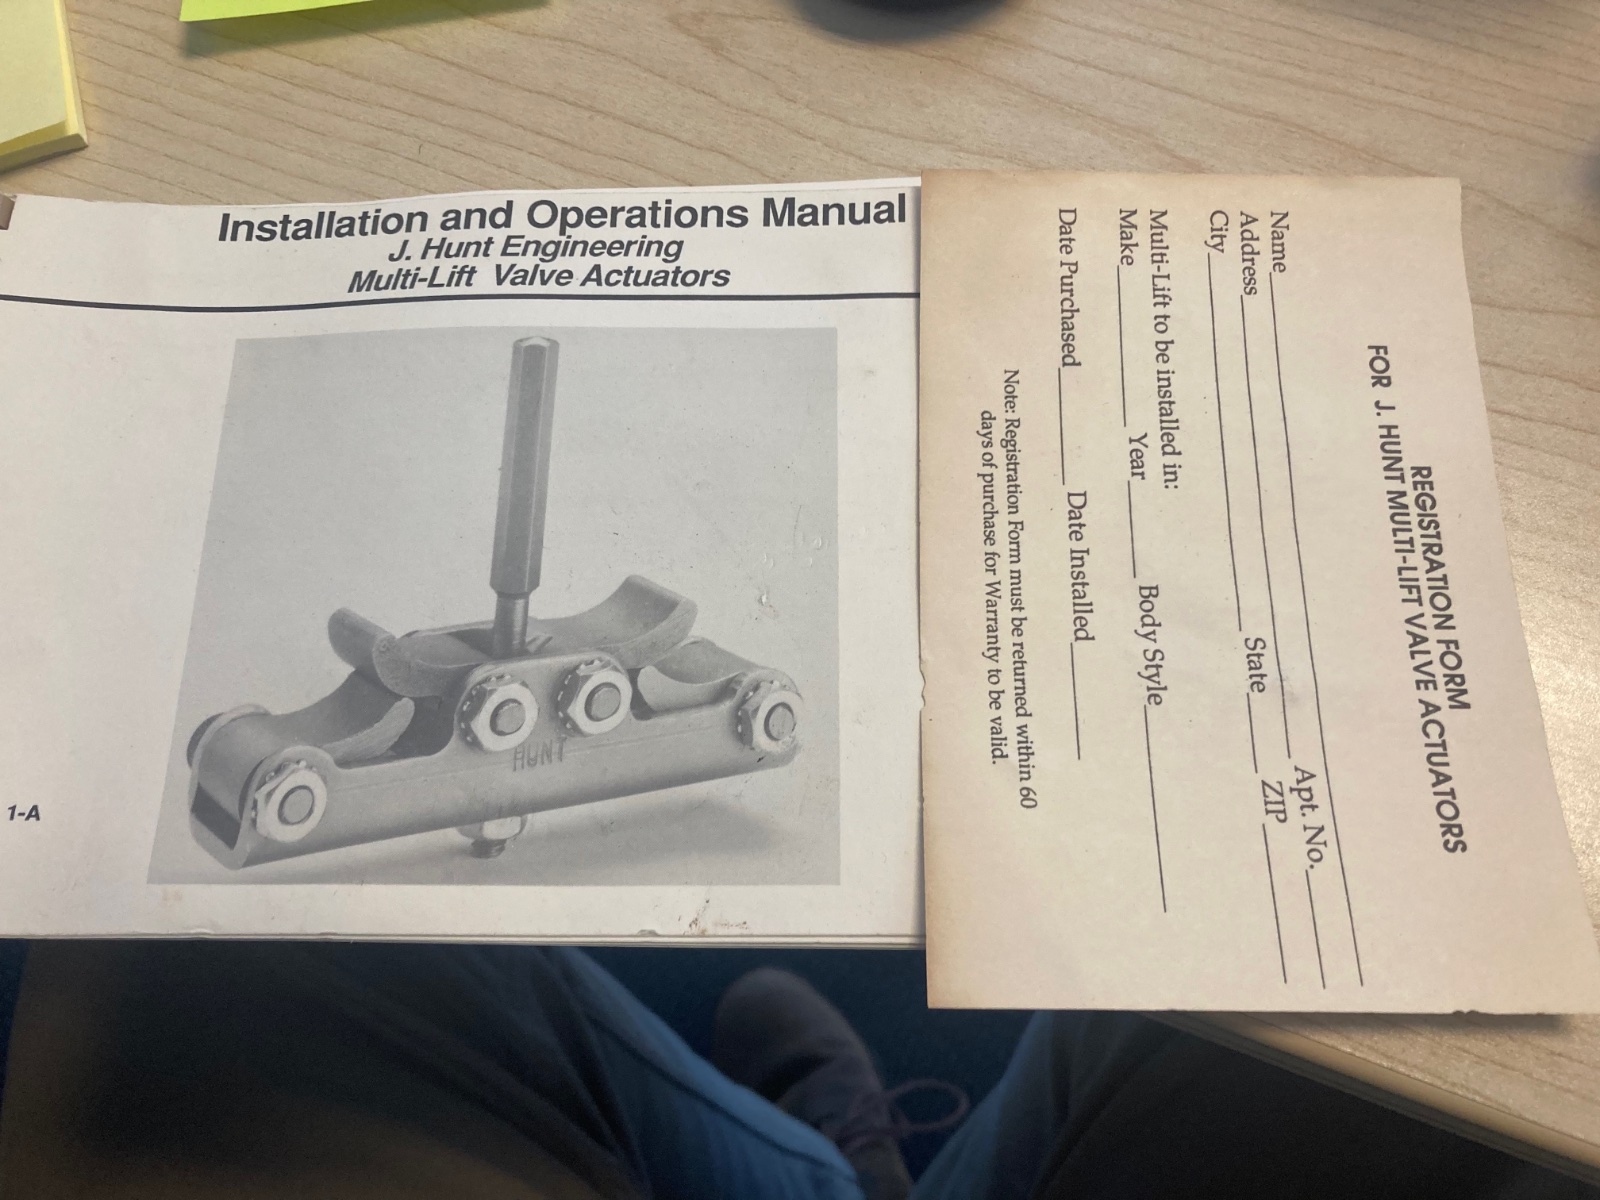 Installation and Operations Manual
J. Hunt Engineering
Multi-Lift Valve Actuators
HUNT
1-A
REGISTRATION FORM
FOR J. HUNT MULTI-LIFT VALVE ACTUATORS
Name
Address Apt. No.
City State ZIP
Multi-Lift to be installed in:
Make Year Body Style
Date Purchased Date Installed
Note: Registration Form must be returned within 60
days of purchase for Warranty to be valid.